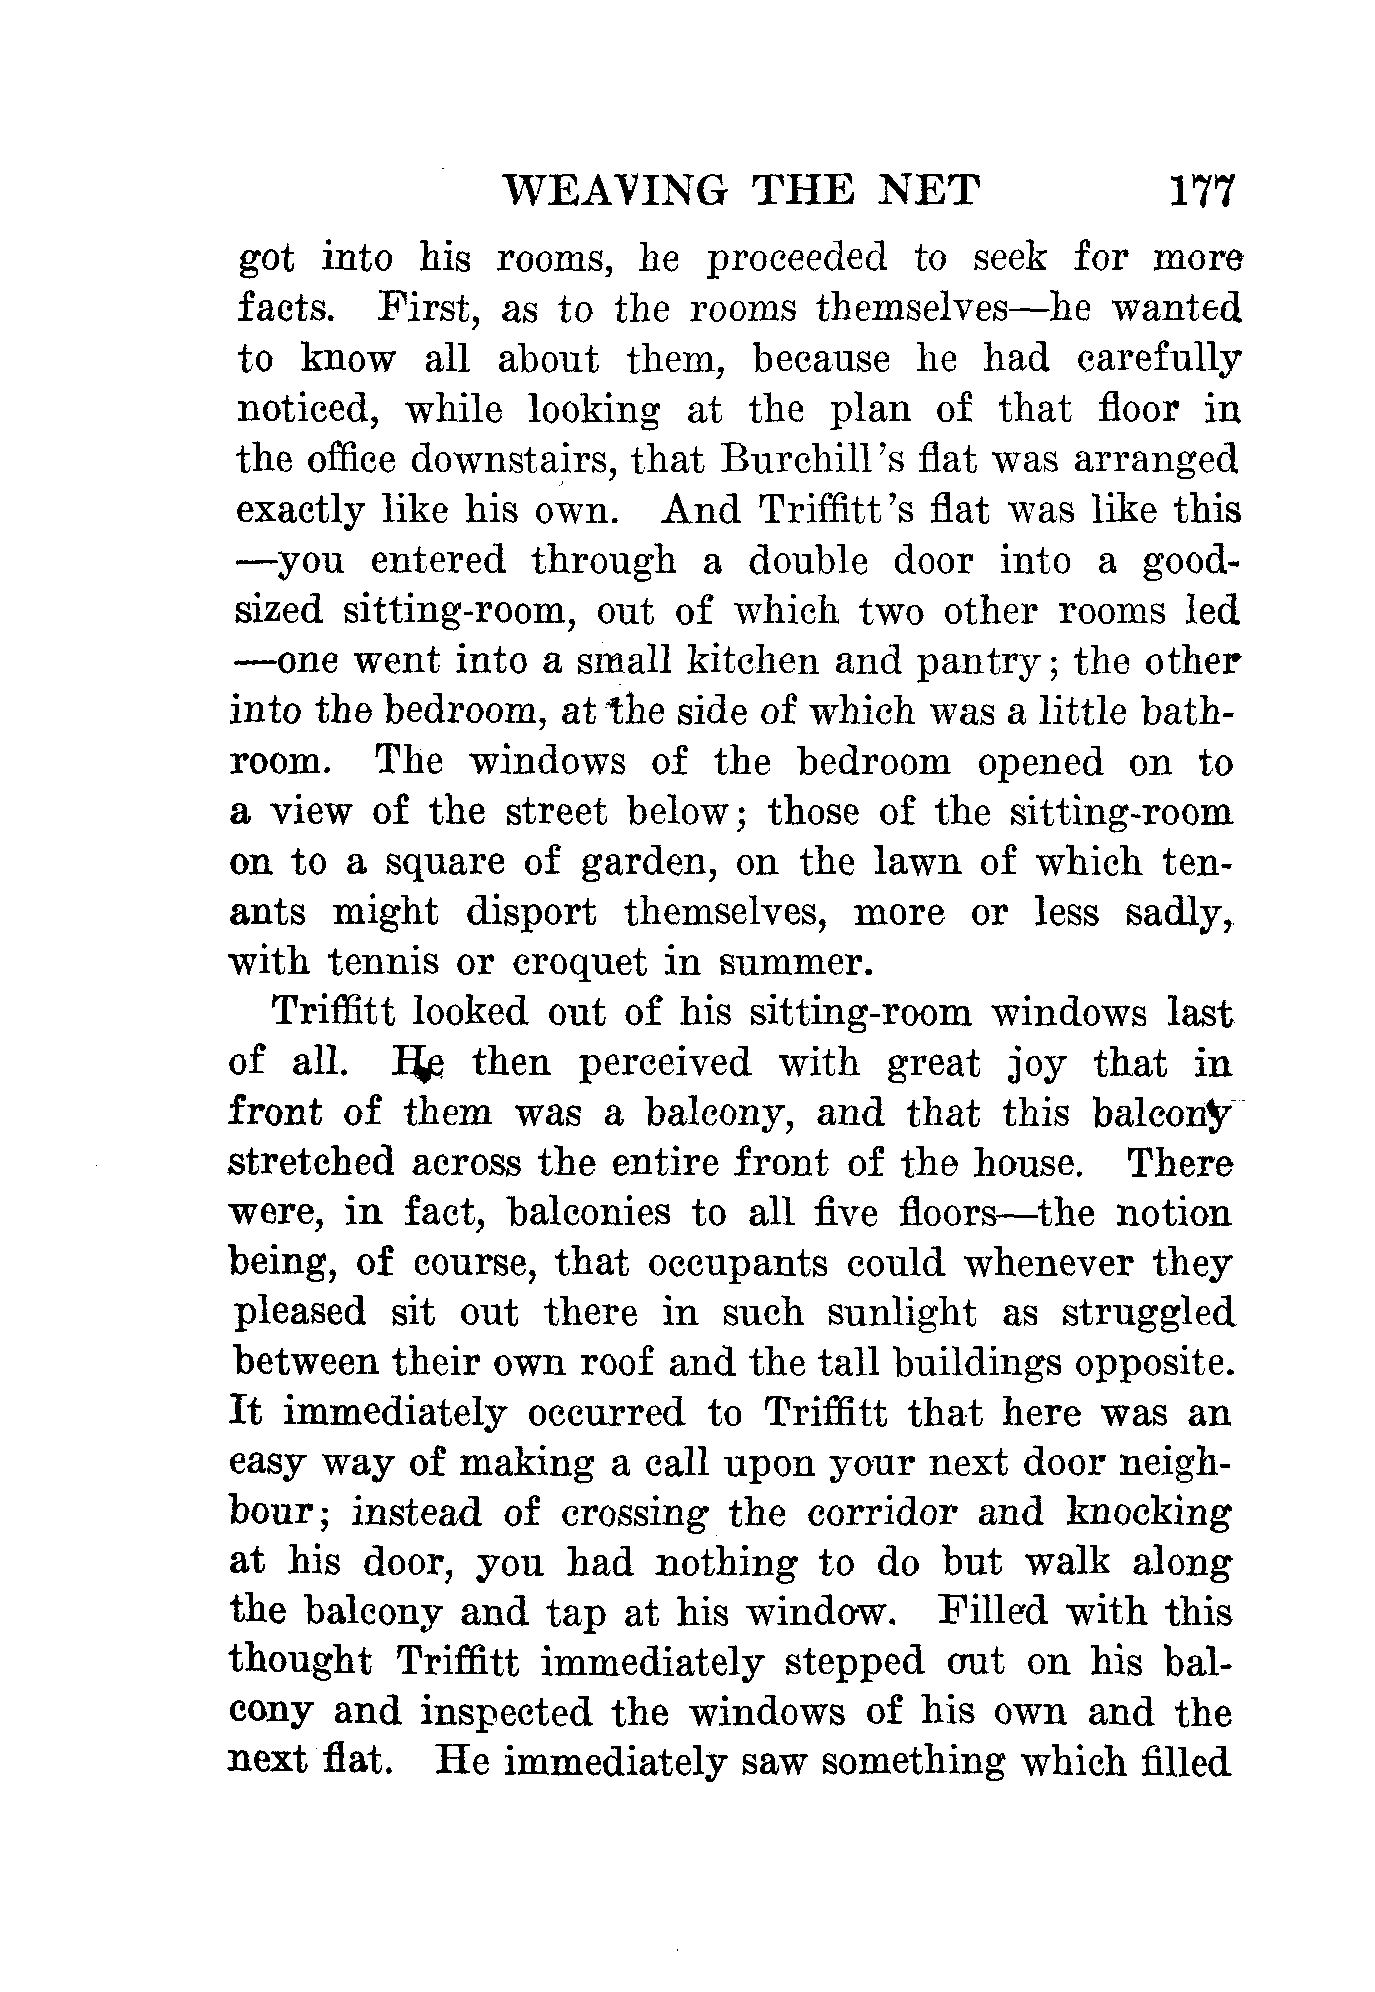 WEAVING THE NET 177
got into his rooms, he proceeded to seek for more
facts. First, as to the rooms themselves—he wanted
to know all about them, because he had carefully
noticed, while looking at the plan of that floor in
the office downstairs, that Burchill's flat was arranged
exactly like his own. And Triffitt's flat was like this
—you entered through a double door into a good-
sized sitting-room, out of which two other rooms led
—one went into a small kitchen and pantry; the other
into the bedroom, at the side of which was a little bath-
room. The windows of the bedroom opened on to
a view of the street below; those of the sitting-room
on to a square of garden, on the lawn of which ten-
ants might disport themselves, more or less sadly,
with tennis or croquet in summer.
Triffitt looked out of his sitting-room windows last
of all. He then perceived with great joy that in
front of them was a balcony, and that this balcony
stretched across the entire front of the house. There
were, in fact, balconies to all five floors—the notion
being, of course, that occupants could whenever they
pleased sit out there in such sunlight as struggled
between their own roof and the tall buildings opposite.
It immediately occurred to Triffitt that here was an
easy way of making a call upon your next door neigh-
bour; instead of crossing the corridor and knocking
at his door, you had nothing to do but walk along
the balcony and tap at his window. Filled with this
thought Triffitt immediately stepped out on his bal-
cony and inspected the windows of his own and the
next flat. He immediately saw something which filled